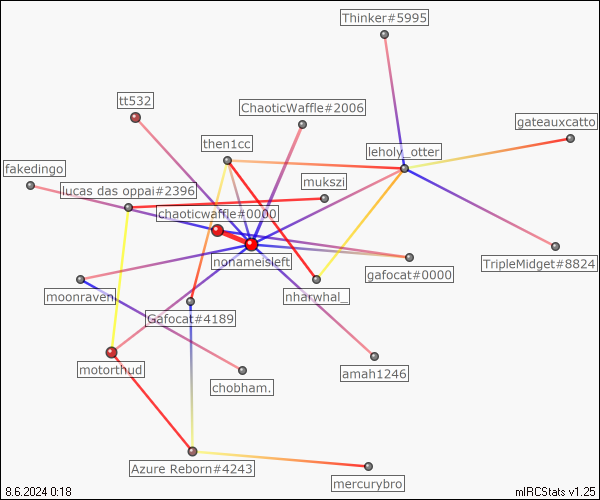 Thinker#5995
tt532
ChaoticWaffle#2006
gateauxcatto
then1cc
leholy_otter
fakedingo
lucas das oppai#2396
mukszi
chaoticwaffle#0000
nonameisleft
gafocat#0000
TripleMidget#8824
moonraven
nharwhal_
Gafocat#4189
motorthud
chobham.
amah1246
Azure Reborn#4243
mercurybro
8.6.2024 0:18
mIRCStats v1.25